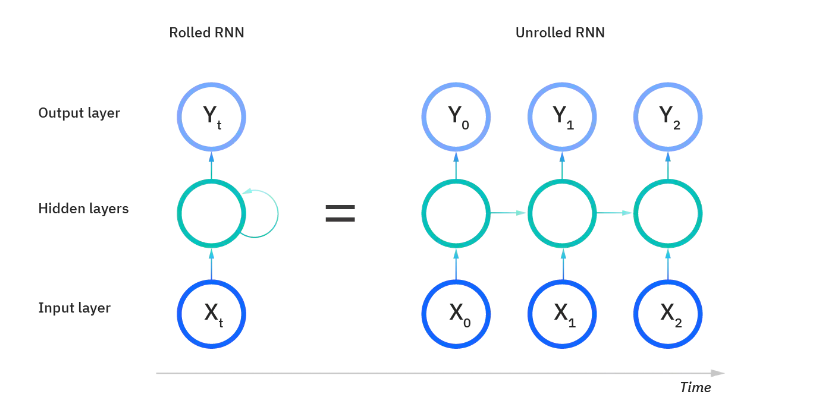 Rolled RNN
Unrolled RNN
Output layer
Yt
Y0
Y1
Y2
Hidden layers
=
Input layer
Xt
X0
X1
X2
Time